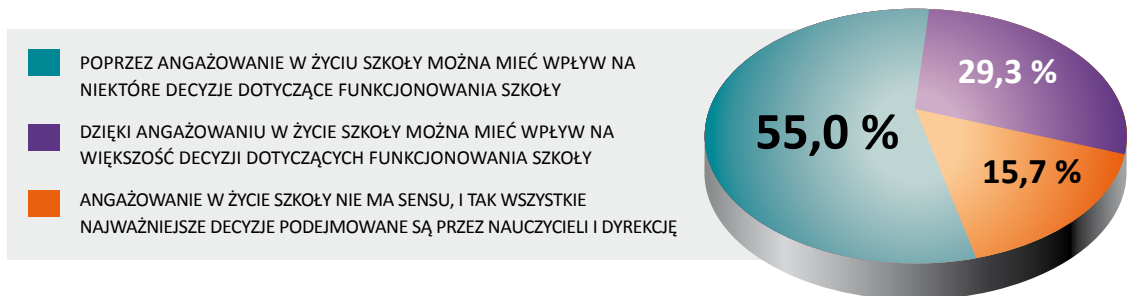 POPRZEZ ANGAŻOWANIE W ŻYCIU SZKOŁY MOŻNA MIEĆ WPŁYW NA
NIEKTÓRE DECYZJE DOTYCZĄCE FUNKCJONOWANIA SZKOŁY
DZIĘKI ANGAŻOWANIU W ŻYCIE SZKOŁY MOŻNA MIEĆ WPŁYW NA
WIĘKSZOŚĆ DECYZJI DOTYCZĄCYCH FUNKCJONOWANIA SZKOŁY
ANGAŻOWANIE W ŻYCIE SZKOŁY NIE MA SENSU, I TAK WSZYSTKIE
NAJWAŻNIEJSZE DECYZJE PODEJMOWANE SĄ PRZEZ NAUCZYCIELI I DYREKCJĘ
29,3 %
55,0 %
15,7 %